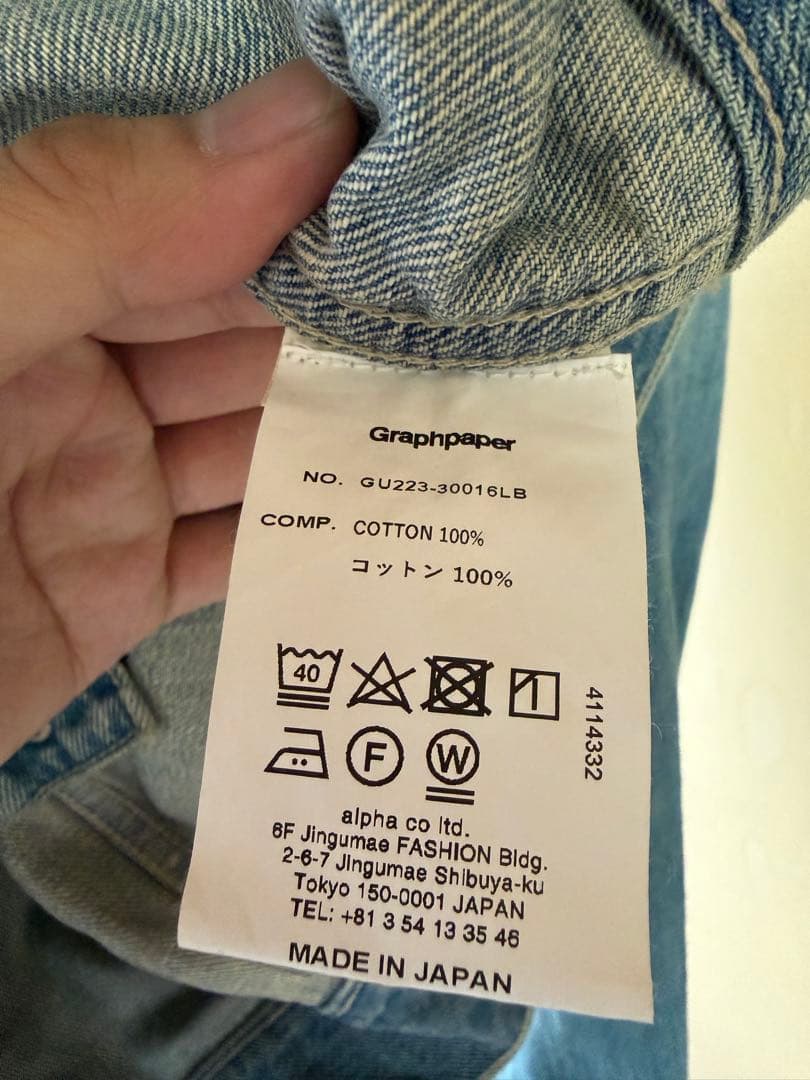 Graphpaper
NO. GU223-30016LB
COMP. COTTON 100%
コットン 100%
40
F W
4114332
alpha co ltd.
6F Jingumae FASHION Bldg.
2-6-7 Jingumae Shibuya-ku
Tokyo 150-0001 JAPAN
TEL: +81 3 54 13 35 46
MADE IN JAPAN